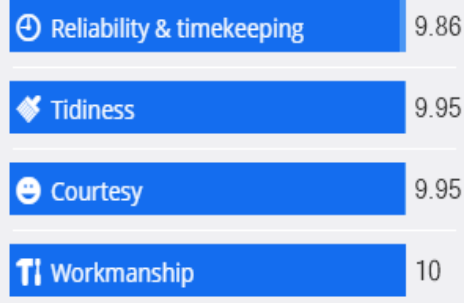 Reliability & timekeeping 9.86
Tidiness 9.95
Courtesy 9.95
Workmanship 10